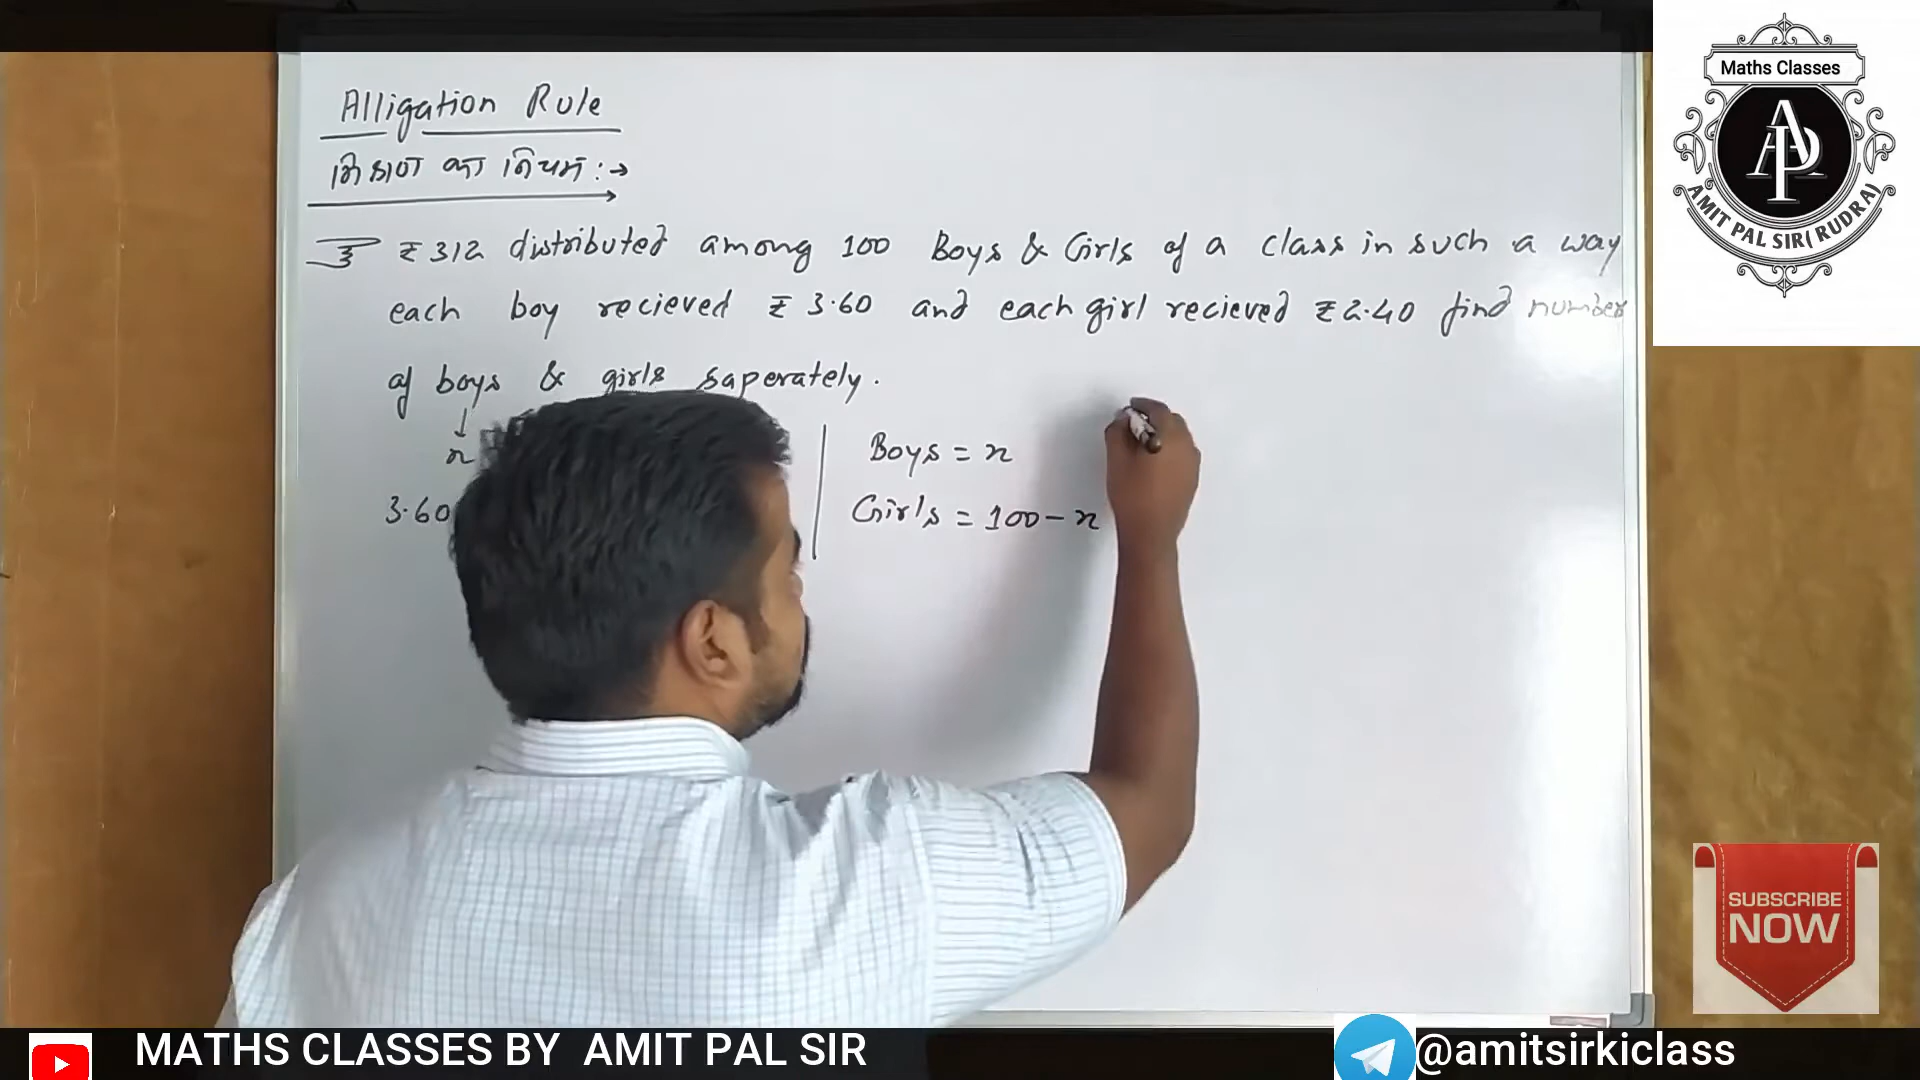 Alligation Rule
मिश्रण का नियम :→
₹ 312 distributed among 100 Boys & Girls of a class in such a way
each boy recieved ₹ 3.60 and each girl recieved ₹ 2.40 find number
of boys & girls saperately.
x
3.60
Boys = x
Girls = 100 - x
Maths Classes
AP
AMIT PAL SIR( RUDRA)
SUBSCRIBE
NOW
MATHS CLASSES BY AMIT PAL SIR
@amitsirkiclass